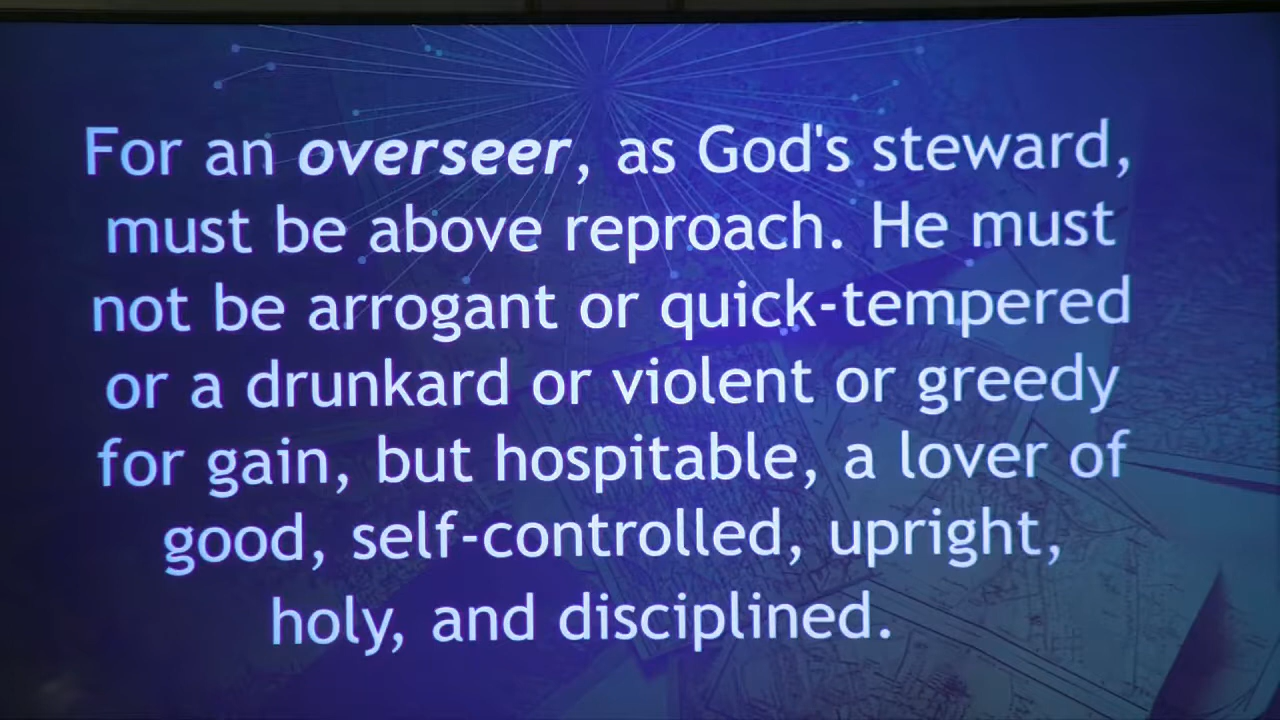 For an overseer, as God's steward,
must be above reproach. He must
not be arrogant or quick-tempered
or a drunkard or violent or greedy
for gain, but hospitable, a lover of
good, self-controlled, upright,
holy, and disciplined.